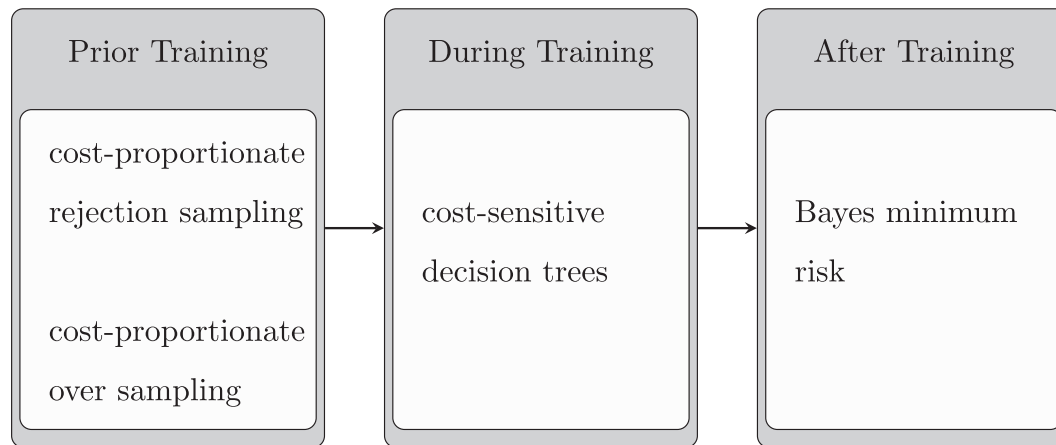 Prior Training
cost-proportionate
rejection sampling
cost-proportionate
over sampling
During Training
cost-sensitive
decision trees
After Training
Bayes minimum
risk